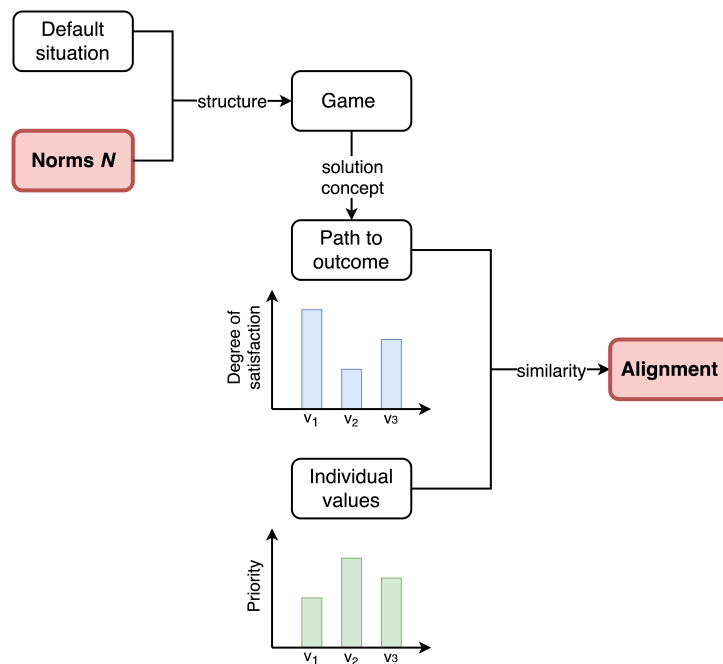 Default
situation
structure
Game
Norms N
solution
concept
Path to
outcome
Degree of
satisfaction
v1
v2
v3
similarity
Alignment
Individual
values
Priority
v1
v2
v3